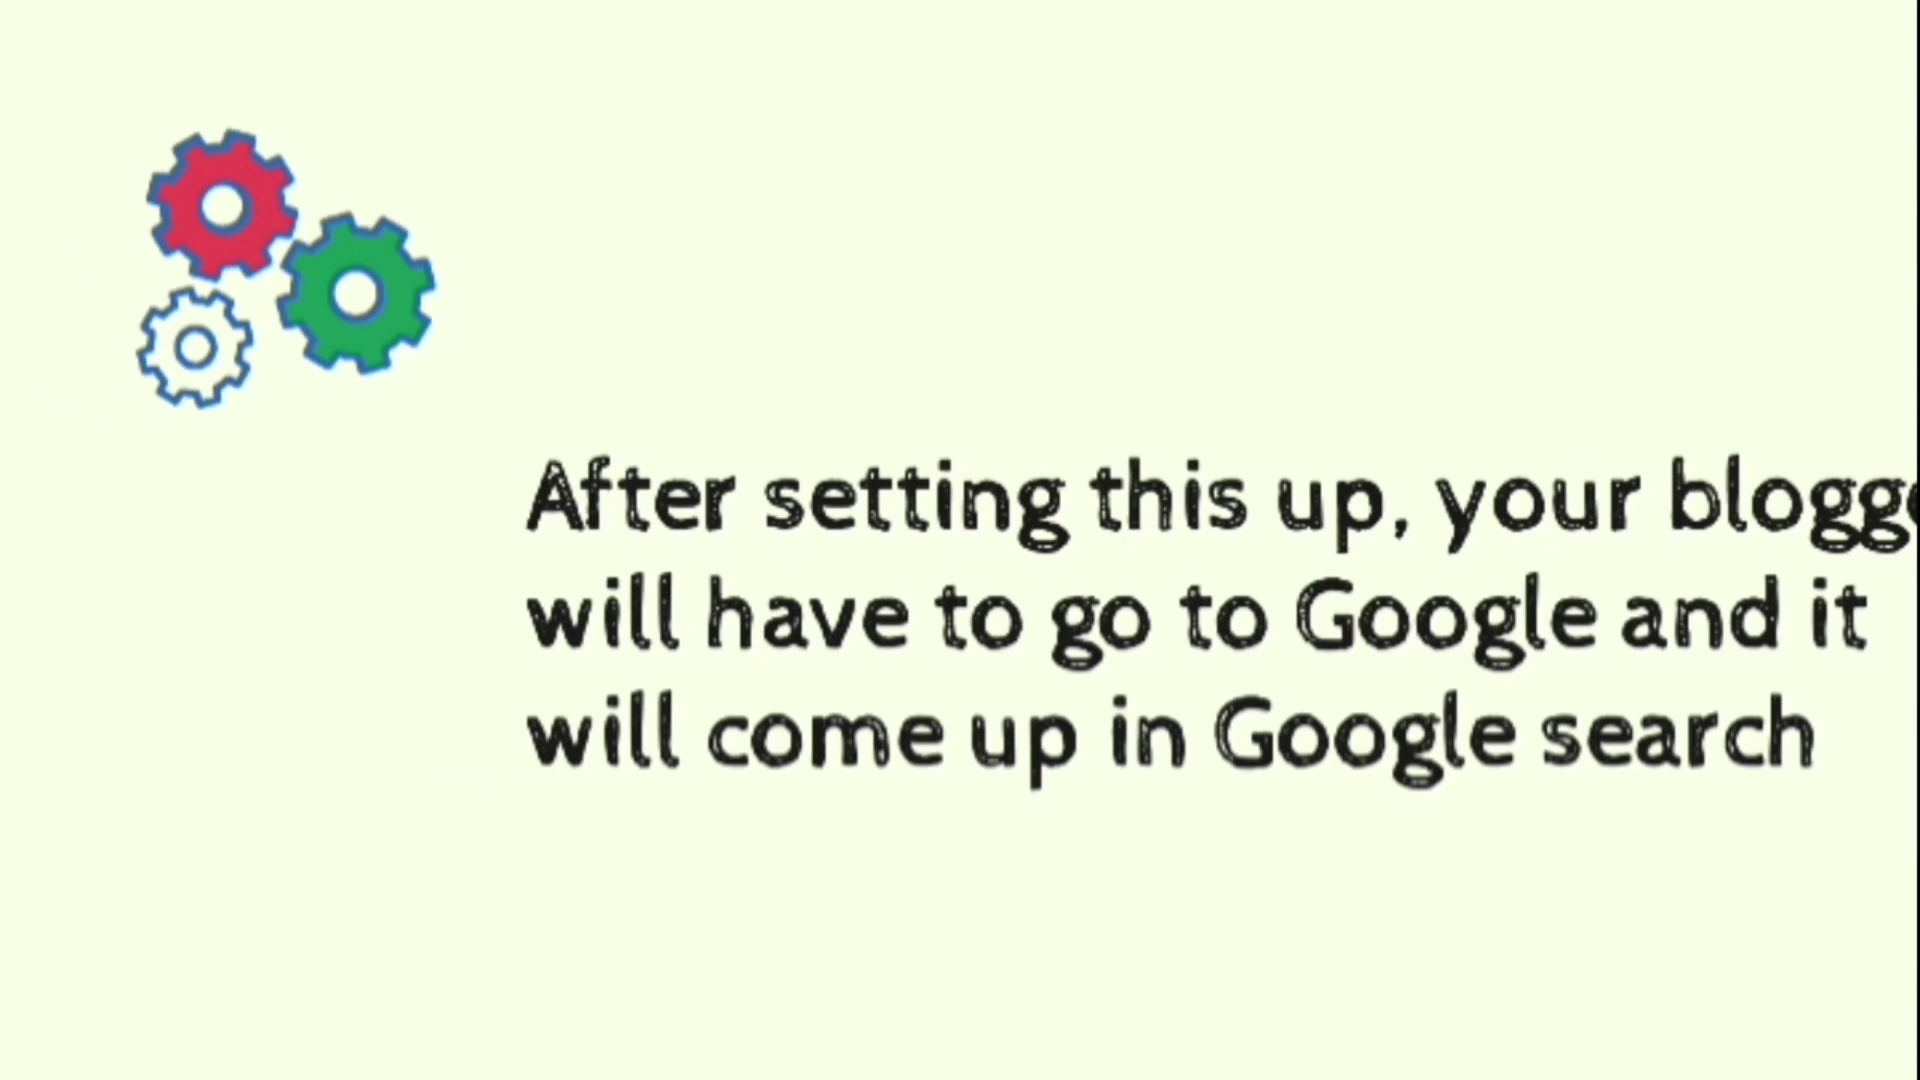 After setting this up, your blogge
will have to go to Google and it
will come up in Google search